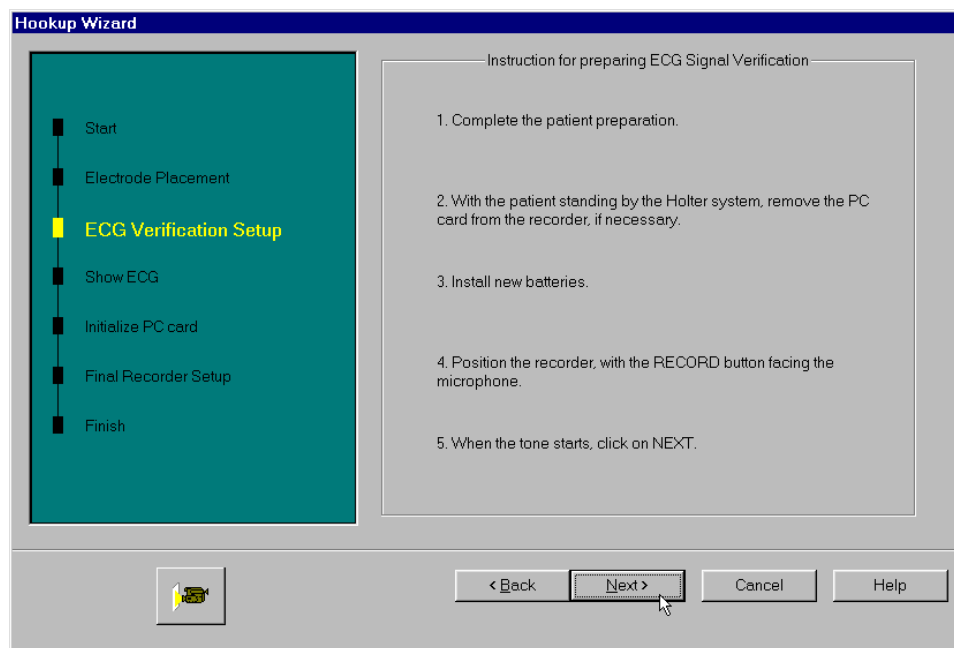 Hookup Wizard
Start
Electrode Placement
ECG Verification Setup
Show ECG
Initialize PC card
Final Recorder Setup
Finish
Instruction for preparing ECG Signal Verification
1. Complete the patient preparation.
2. With the patient standing by the Holter system, remove the PC
card from the recorder, if necessary.
3. Install new batteries.
4. Position the recorder, with the RECORD button facing the
microphone.
5. When the tone starts, click on NEXT.
< Back
Next >
Cancel
Help